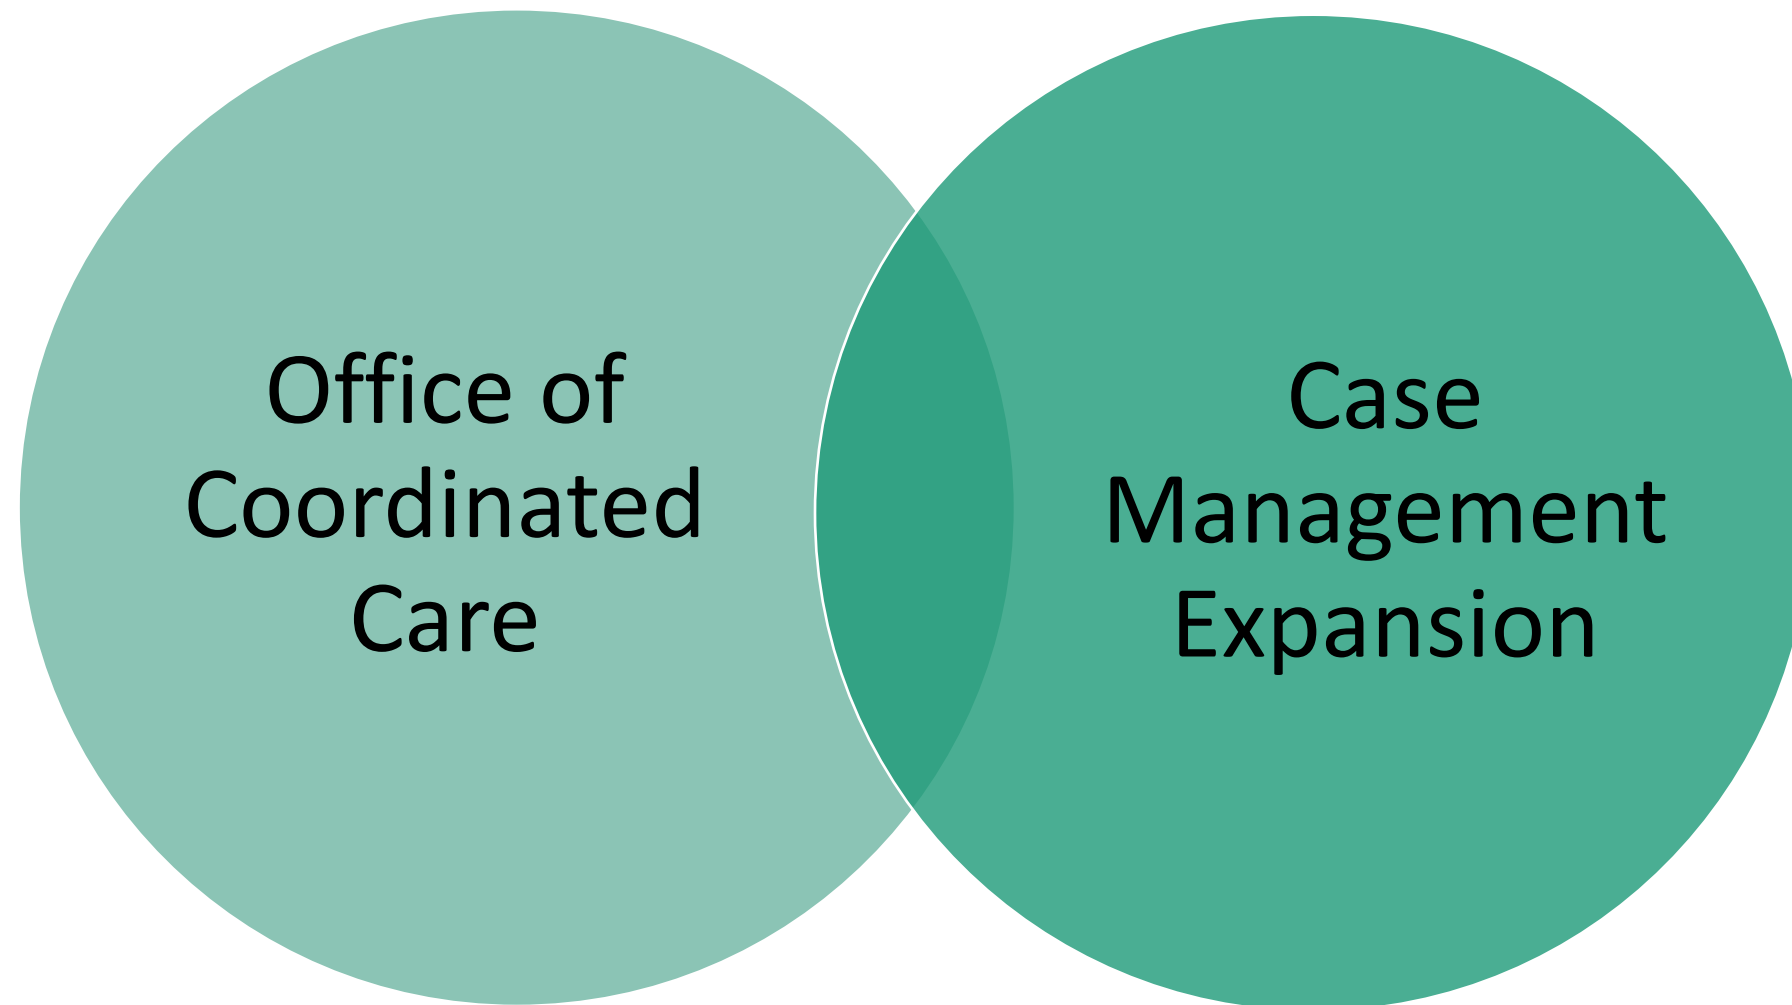 Office of
Coordinated
Care
Case
Management
Expansion